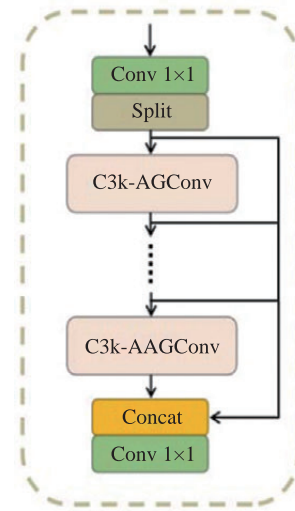 Conv 1×1
Split
C3k-AGConv
C3k-AAGConv
Concat
Conv 1×1